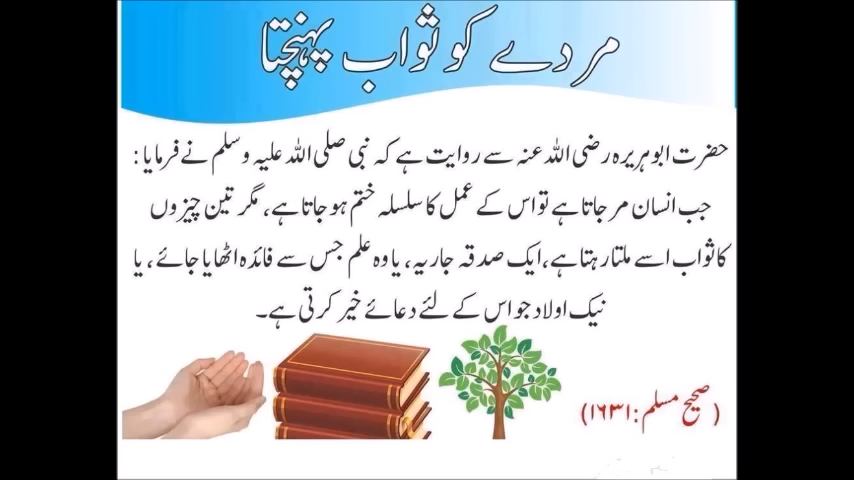 مردے کو ثواب پہنچتا
حضرت ابوہریرہ رضی اللہ عنہ سے روایت ہے کہ نبی صلی اللہ علیہ وسلم نے فرمایا:
جب انسان مر جاتا ہے تو اس کے عمل کا سلسلہ ختم ہو جاتا ہے، مگر تین چیزوں
کا ثواب اسے ملتا رہتا ہے، ایک صدقہ جاریہ، یا وہ علم جس سے فائدہ اٹھایا جائے، یا
نیک اولاد جو اس کے لئے دعائے خیر کرتی ہے۔
(صحیح مسلم: ۱۶۳۱)